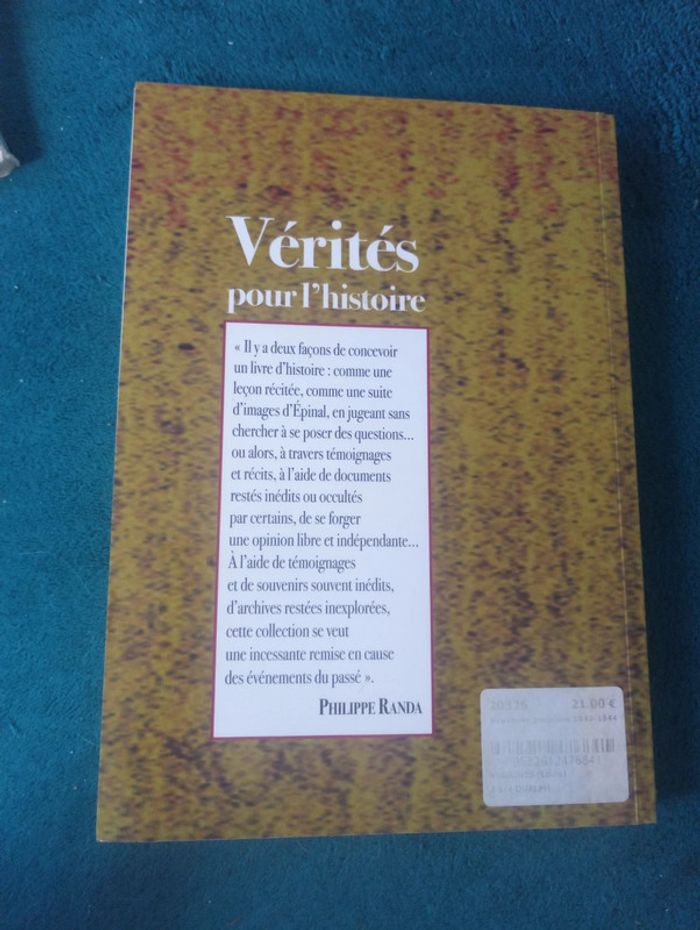 Vérités
pour l'histoire
« Il y a deux façons de concevoir
un livre d'histoire : comme une
leçon récitée, comme une suite
d'images d'Épinal, en jugeant sans
chercher à se poser des questions...
ou alors, à travers témoignages
et récits, à l'aide de documents
restés inédits ou occultés
par certains, de se forger
une opinion libre et indépendante...
À l'aide de témoignages
et de souvenirs souvent inédits,
d'archives restées inexplorées,
cette collection se veut
une incessante remise en cause
des événements du passé ».
PHILIPPE RANDA
20326 21.00 €